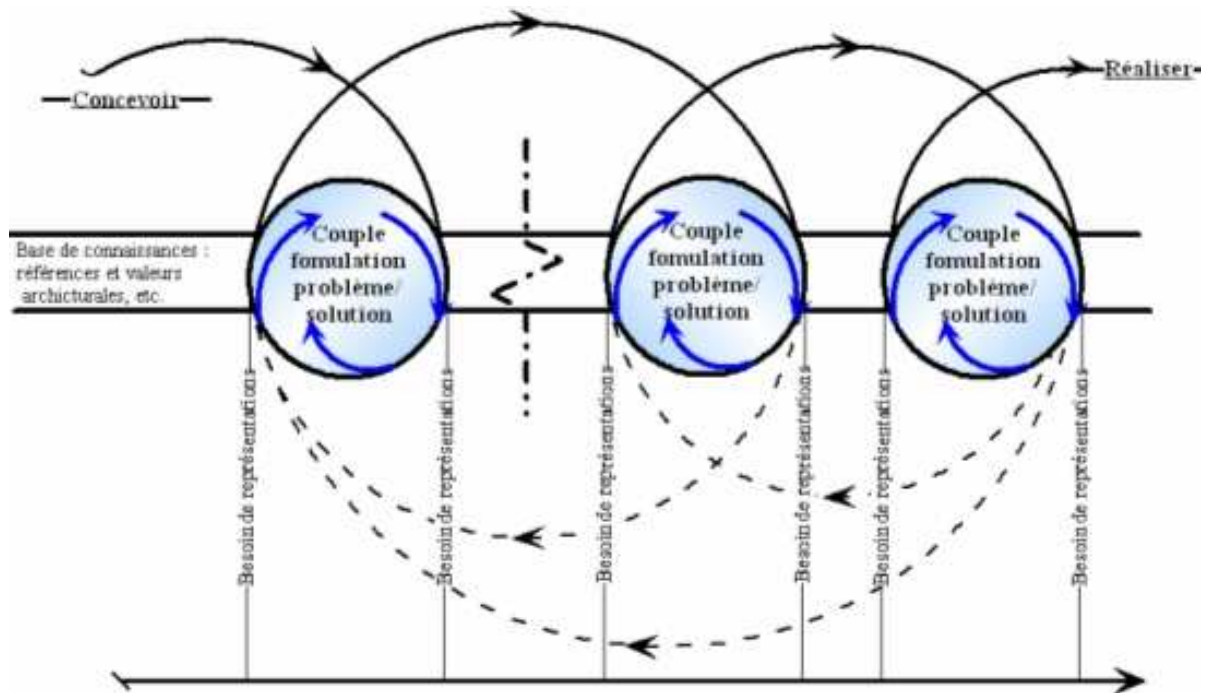 Concevoir
Réaliser
Base de connaissances :
références et valeurs
archicturales, etc.
Couple
fomulation
problème/
solution
Couple
fomulation
problème/
solution
Couple
fomulation
problème/
solution
Besoin de représentations
Besoin de représentations
Besoin de représentations
Besoin de représentations
Besoin de représentations
Besoin de représentations